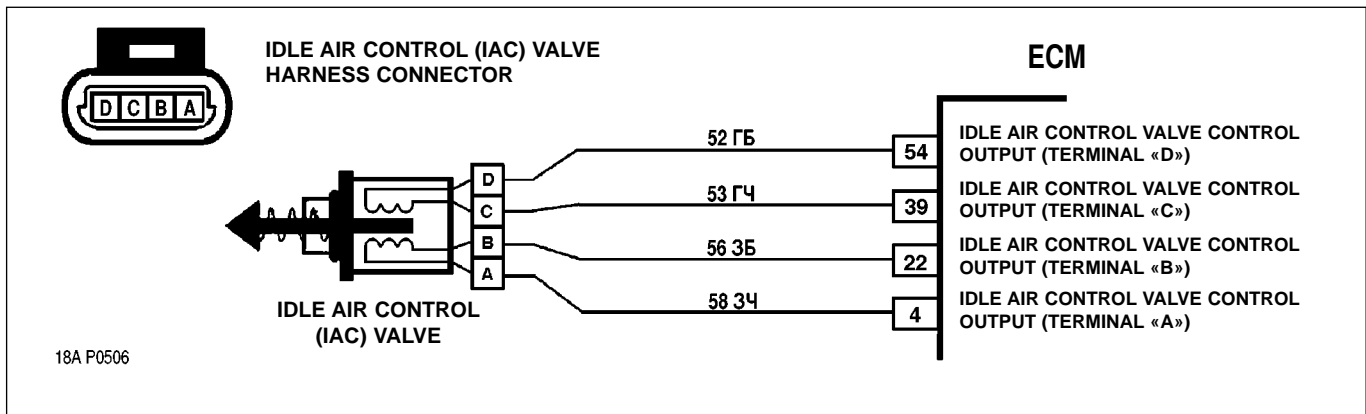 IDLE AIR CONTROL (IAC) VALVE
HARNESS CONNECTOR
D C B A
ECM
52 ГБ
54
IDLE AIR CONTROL VALVE CONTROL
OUTPUT (TERMINAL «D»)
53 ГЧ
39
IDLE AIR CONTROL VALVE CONTROL
OUTPUT (TERMINAL «C»)
56 ЗБ
22
IDLE AIR CONTROL VALVE CONTROL
OUTPUT (TERMINAL «B»)
58 ЗЧ
4
IDLE AIR CONTROL VALVE CONTROL
OUTPUT (TERMINAL «A»)
D
C
B
A
IDLE AIR CONTROL
(IAC) VALVE
18A P0506